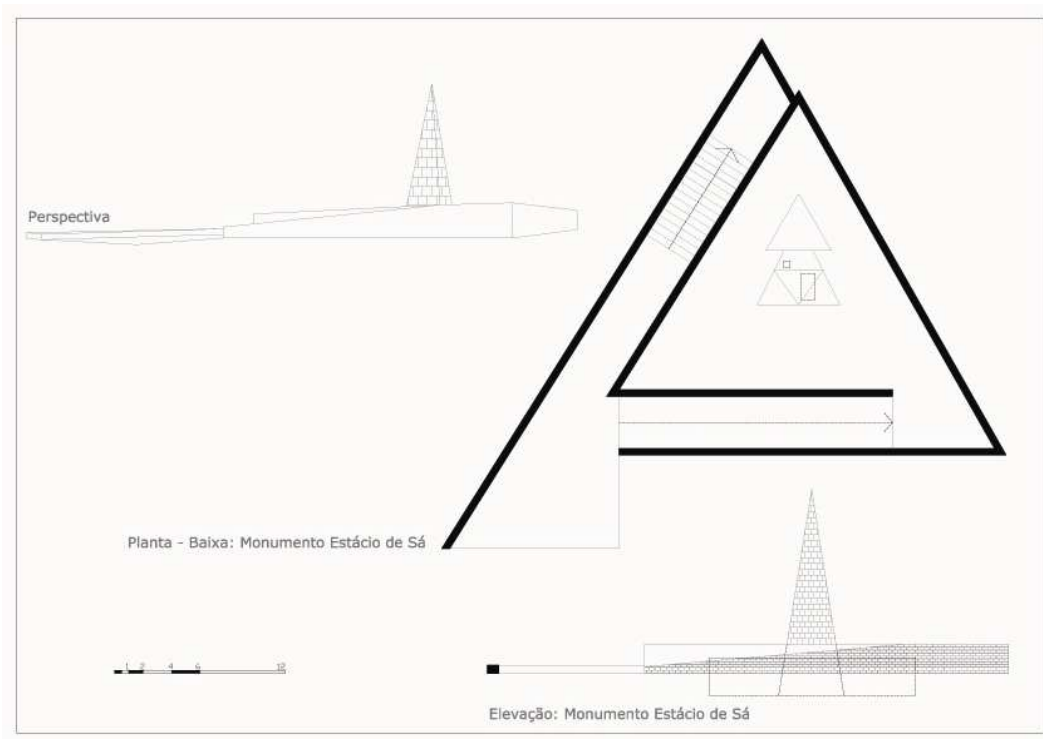 Perspectiva
Planta - Baixa: Monumento Estácio de Sá
1 2 4 6 12
Elevação: Monumento Estácio de Sá